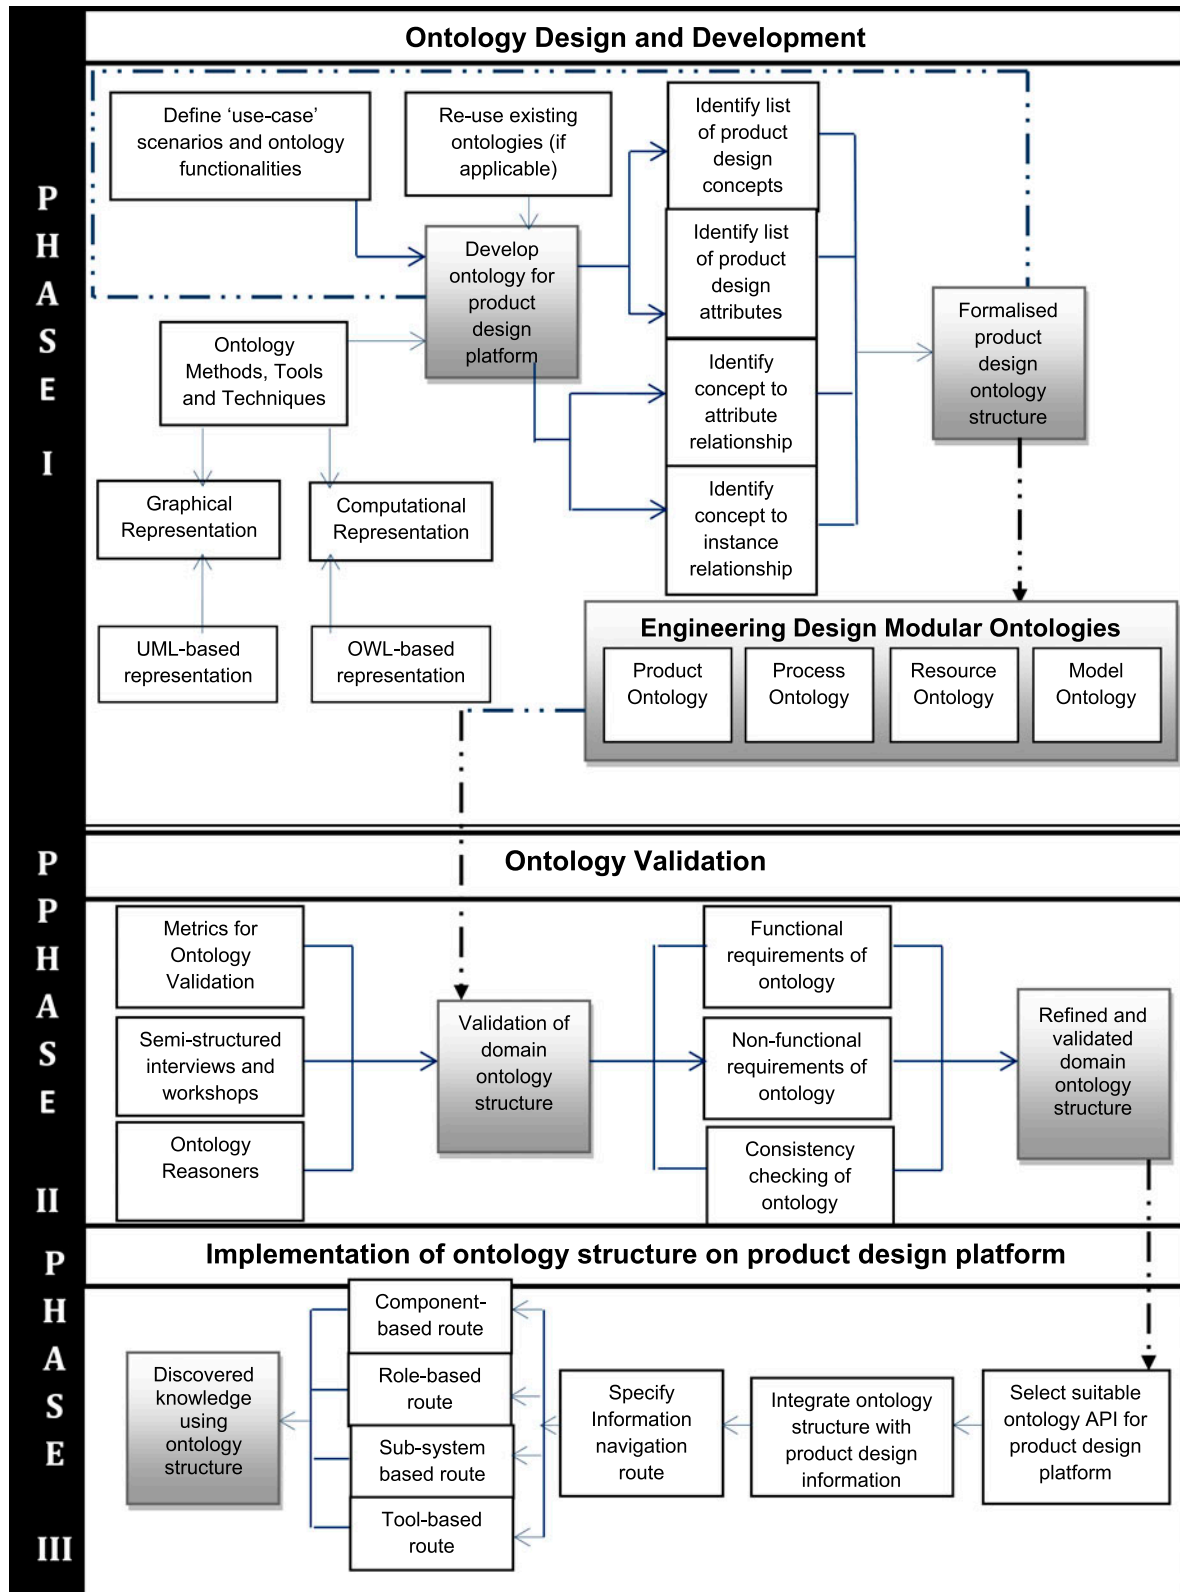 Ontology Design and Development
P
H
A
S
E
I
Define ‘use-case’
scenarios and ontology
functionalities
Re-use existing
ontologies (if
applicable)
Identify list
of product
design
concepts
Develop
ontology for
product
design
platform
Identify list
of product
design
attributes
Formalised
product
design
ontology
structure
Ontology
Methods, Tools
and Techniques
Identify
concept to
attribute
relationship
Graphical
Representation
Computational
Representation
Identify
concept to
instance
relationship
UML-based
representation
OWL-based
representation
Engineering Design Modular Ontologies
Product
Ontology
Process
Ontology
Resource
Ontology
Model
Ontology
P
P
H
A
S
E
II
Ontology Validation
Metrics for
Ontology
Validation
Semi-structured
interviews and
workshops
Ontology
Reasoners
Validation of
domain
ontology
structure
Functional
requirements of
ontology
Non-functional
requirements of
ontology
Consistency
checking of
ontology
Refined and
validated
domain
ontology
structure
P
H
A
S
E
III
Implementation of ontology structure on product design platform
Discovered
knowledge
using
ontology
structure
Component-
based route
Role-based
route
Sub-system
based route
Tool-based
route
Specify
Information
navigation
route
Integrate ontology
structure with
product design
information
Select suitable
ontology API for
product design
platform